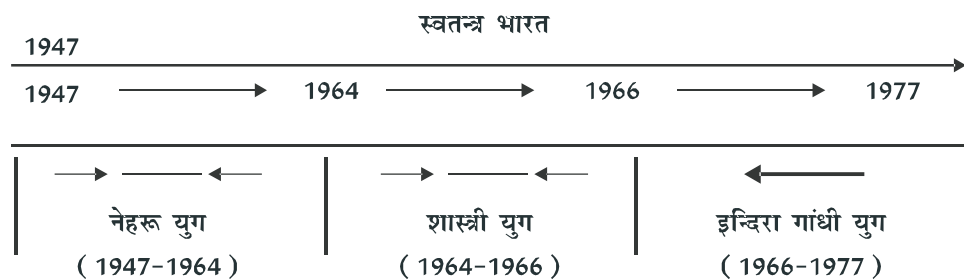 स्वतन्त्र भारत
1947
1947 1964 1966 1977
नेहरू युग शास्त्री युग इन्दिरा गांधी युग
( 1947-1964 ) ( 1964-1966 ) ( 1966-1977 )